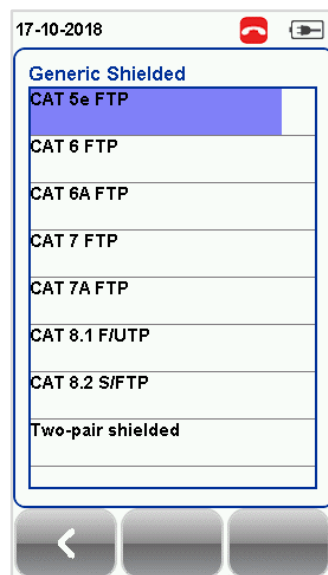 17-10-2018
Generic Shielded
CAT 5e FTP
CAT 6 FTP
CAT 6A FTP
CAT 7 FTP
CAT 7A FTP
CAT 8.1 F/UTP
CAT 8.2 S/FTP
Two-pair shielded